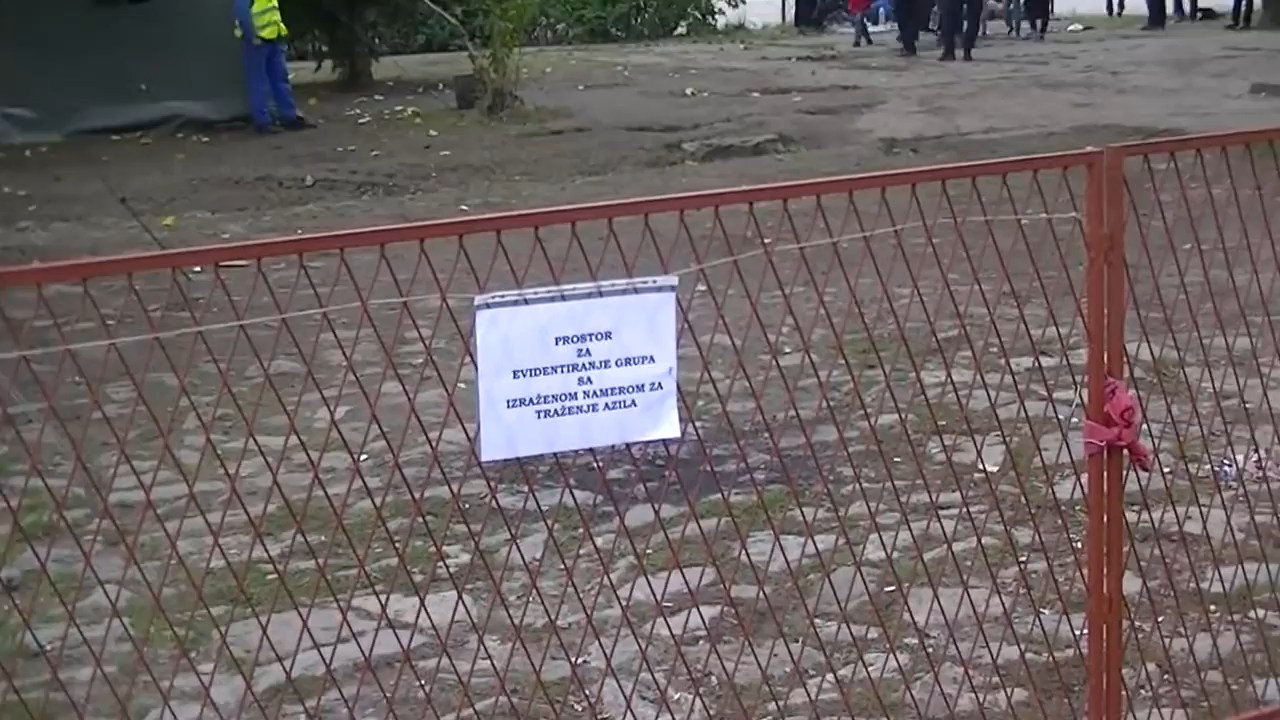 PROSTOR
ZA
EVIDENTIRANJE GRUPA
SA
IZRAŽENOM NAMEROM ZA
TRAŽENJE AZILA